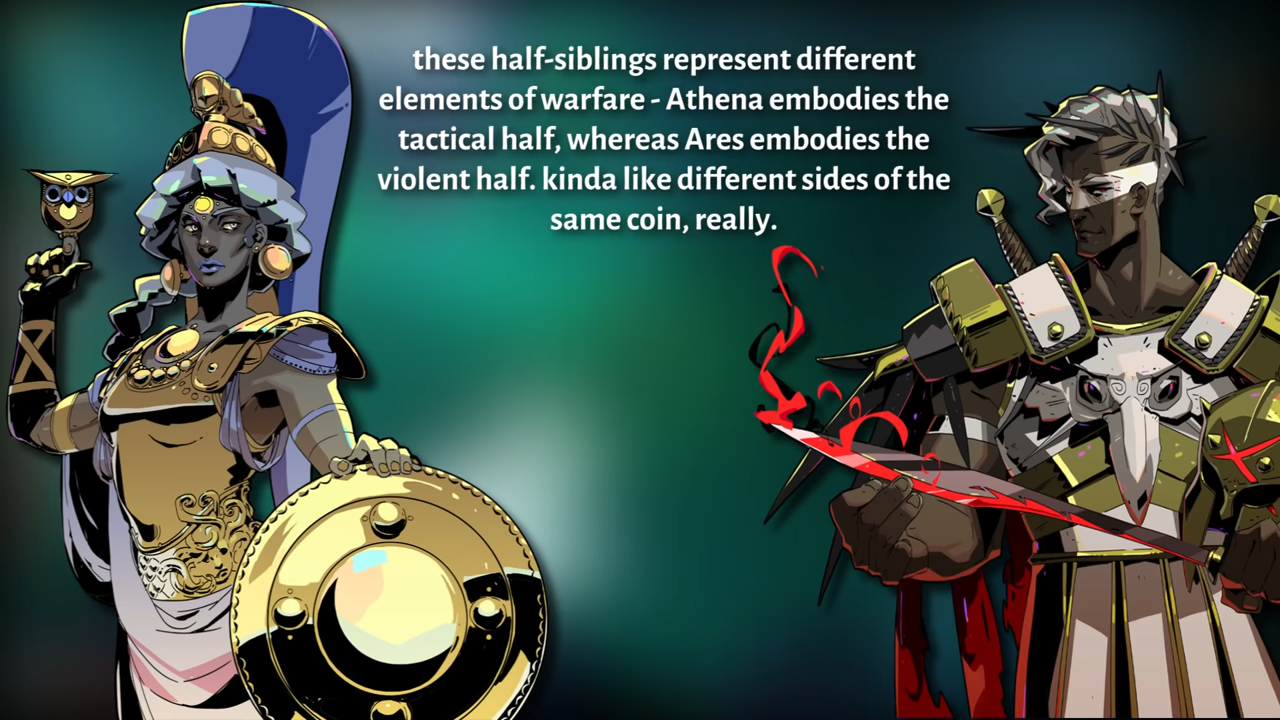 these half-siblings represent different
elements of warfare - Athena embodies the
tactical half, whereas Ares embodies the
violent half. kinda like different sides of the
same coin, really.